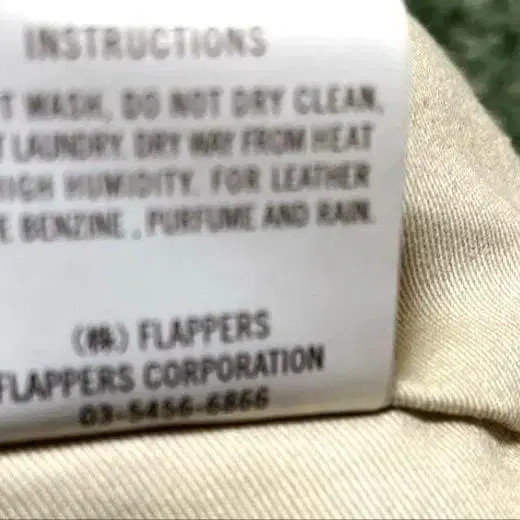 INSTRUCTIONS
T WASH, DO NOT DRY CLEAN,
T LAUNDRY. DRY WAY FROM HEAT
HIGH HUMIDITY. FOR LEATHER
E BENZINE , PURFUME AND RAIN.
(株) FLAPPERS
FLAPPERS CORPORATION
03-5456-6866